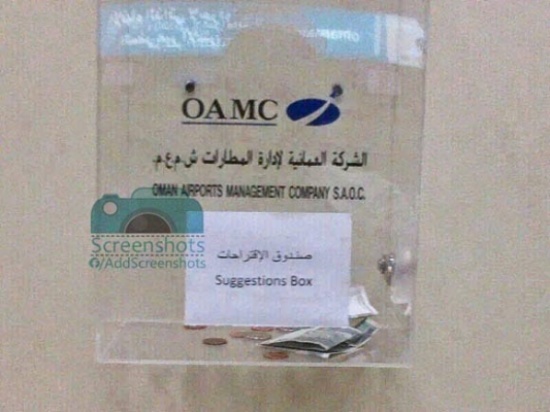 OAMC
الشركة العمانية لإدارة المطارات ش.م.ع.م.
OMAN AIRPORTS MANAGEMENT COMPANY S.A.O.C.
Screenshots
/AddScreenshots
صندوق الإقتراحات
Suggestions Box